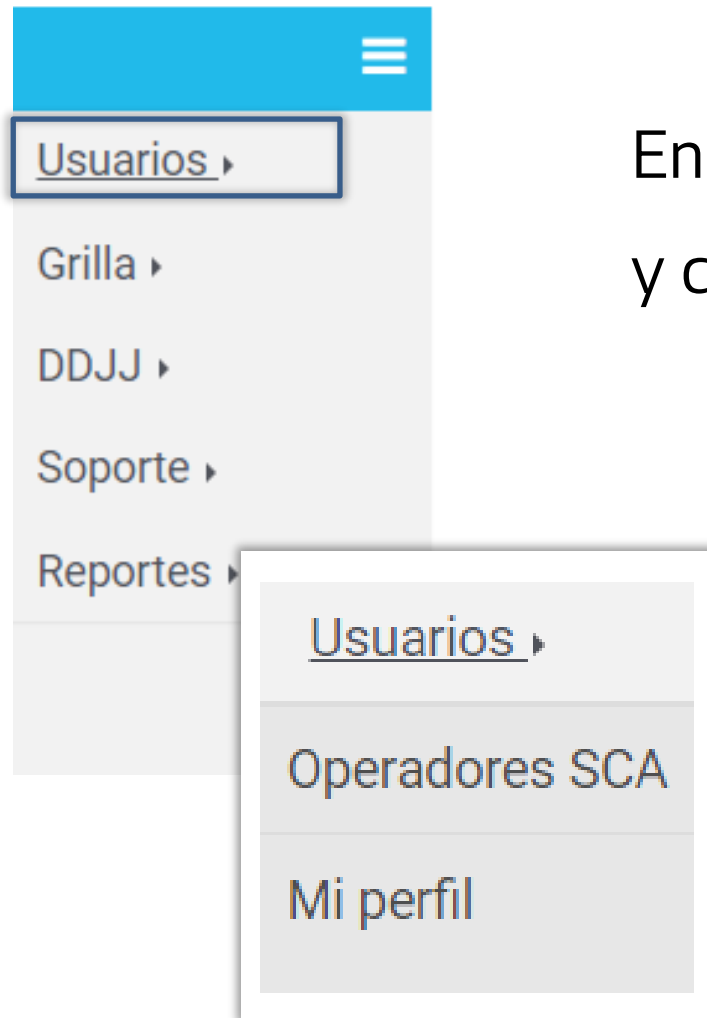 Usuarios
Grilla
DDJJ
Soporte
Reportes
En
y
Usuarios
Operadores SCA
Mi perfil